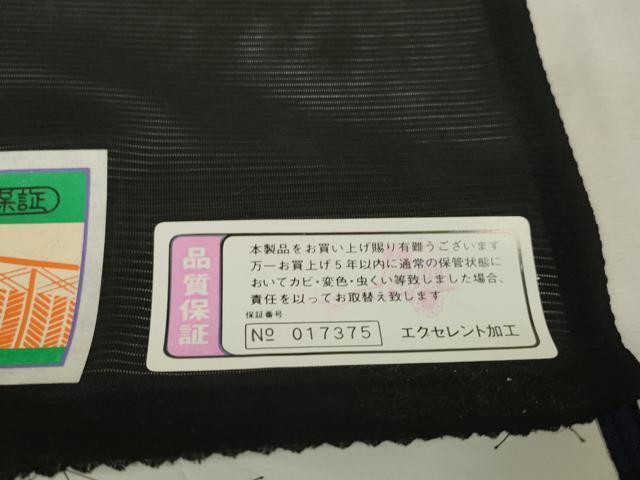 保証
品質保証
本製品をお買い上げ賜り有難うございます
万一お買上げ5年以内に通常の保管状態に
おいてカビ・変色・虫くい等致しました場合、
責任を以ってお取替え致します
保証番号
№ 017375
エクセレント加工